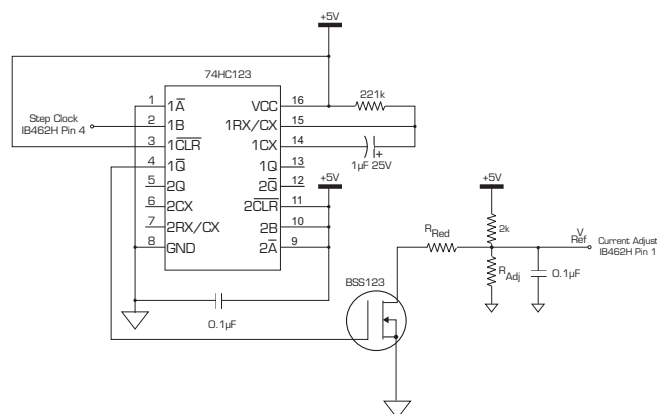 +5V
74HC123
221k
1 1A̅ VCC 16
Step Clock
IB462H Pin 4
2 1B 1RX/CX 15
3 1C̅L̅R̅ 1CX 14
1µF 25V
+
4 1Q̅ 1Q 13
5 2Q 2Q̅ 12
+5V
+5V
6 2CX 2C̅L̅R̅ 11
7 2RX/CX 2B 10
8 GND 2A̅ 9
R Red
2k
V Ref
Current Adjust
IB462H Pin 1
R Adj
0.1µF
BSS123
0.1µF